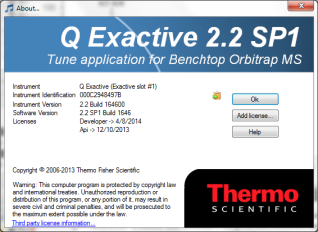 About...
Q Exactive 2.2 SP1
Tune application for Benchtop Orbitrap MS
Instrument Q Exactive (Exactive slot #1)
Instrument Identification 000C2948497B
Instrument Version 2.2 Build 164600
Software Version 2.2 SP1 Build 1646
Licenses Developer -> 4/8/2014
Api -> 12/10/2013
Ok
Add license...
Help
Copyright © 2006-2013 Thermo Fisher Scientific
Warning: This computer program is protected by copyright law
and international treaties. Unauthorized reproduction or
distribution of this program, or any portion of it, may result in
severe civil and criminal penalties, and will be prosecuted to
the maximum extent possible under the law.
Third party license information...
Thermo
SCIENTIFIC